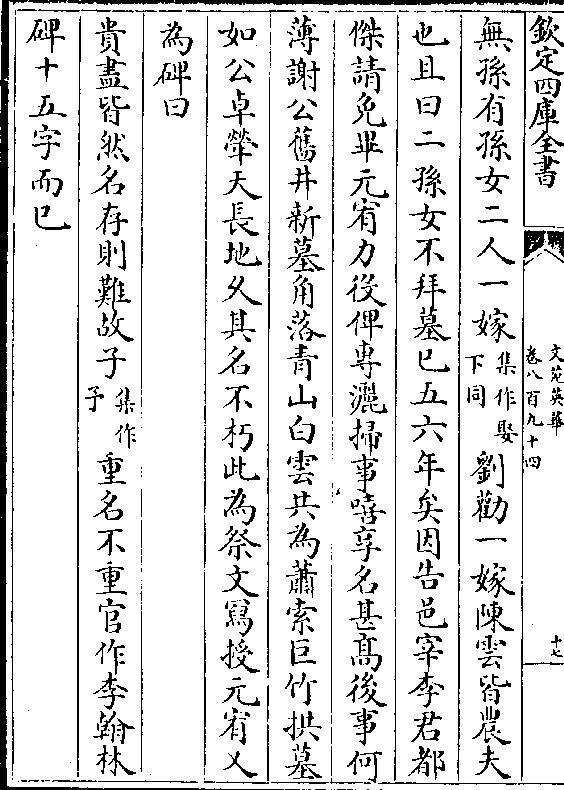 欽定四庫全書
文苑英華
卷八百九十四
十七
無孫有孫女二人一嫁集作娶下同劉勸一嫁陳雲皆農夫
也且曰二孫女不拜墓已五六年矣因告邑宰李君都
傑請免畢元宥力役俾専灑掃事嘻享名甚髙後事何
薄謝公舊井新墓角落青山白雲共為蕭索巨竹拱墓
如公卓犖天長地久其名不朽此為祭文冩授元宥又
為碑曰
貴盡皆然名存則難故子集作予重名不重官作李翰林
碑十五字而已